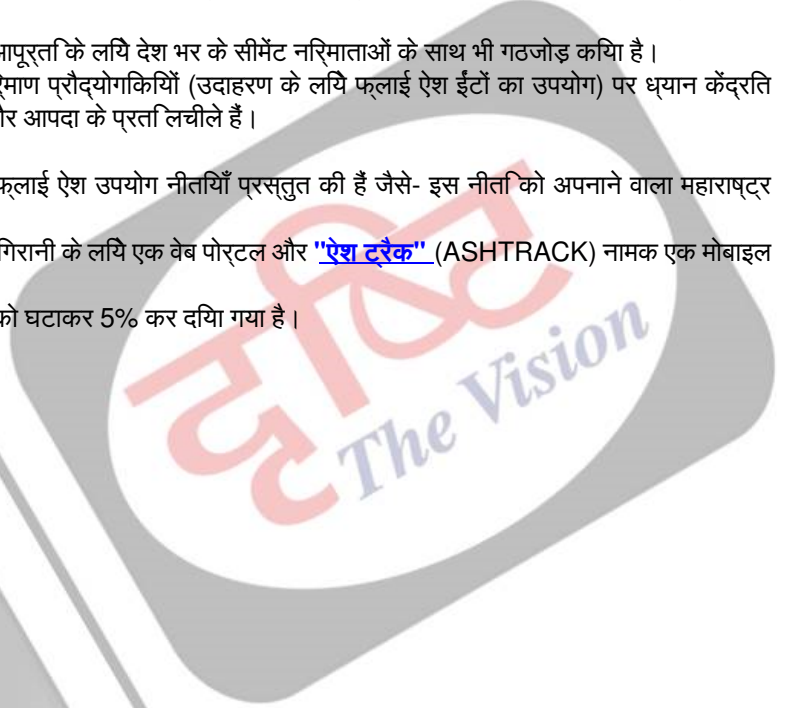 आपूर्ति के लिये देश भर के सीमेंट निर्माताओं के साथ भी गठजोड़ किया है।
र्माण प्रौद्योगिकियों (उदाहरण के लिये फ्लाई ऐश ईंटों का उपयोग) पर ध्यान केंद्रति
और आपदा के प्रति लचीले हैं।
फ्लाई ऐश उपयोग नीतियाँ प्रस्तुत की हैं जैसे- इस नीति को अपनाने वाला महाराष्ट्र
गिरानी के लिये एक वेब पोर्टल और "ऐश ट्रैक" (ASHTRACK) नामक एक मोबाइल
को घटाकर 5% कर दिया गया है।
दृष्टि
The Vision